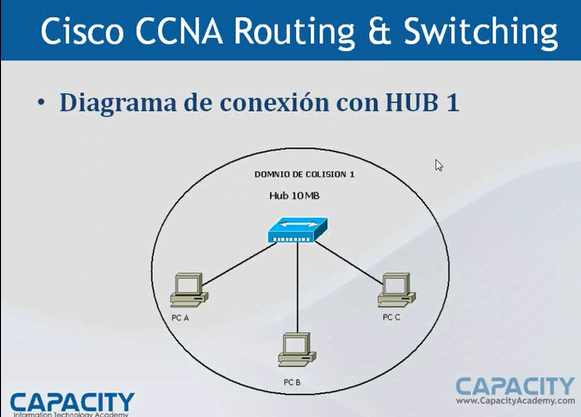 Cisco CCNA Routing & Switching
• Diagrama de conexión con HUB 1
DOMNIO DE COLISION 1
Hub 10MB
PC A
PC C
PC B
CAPACITY
Information Technology Academy
CAPACITY
www.CapacityAcademy.com